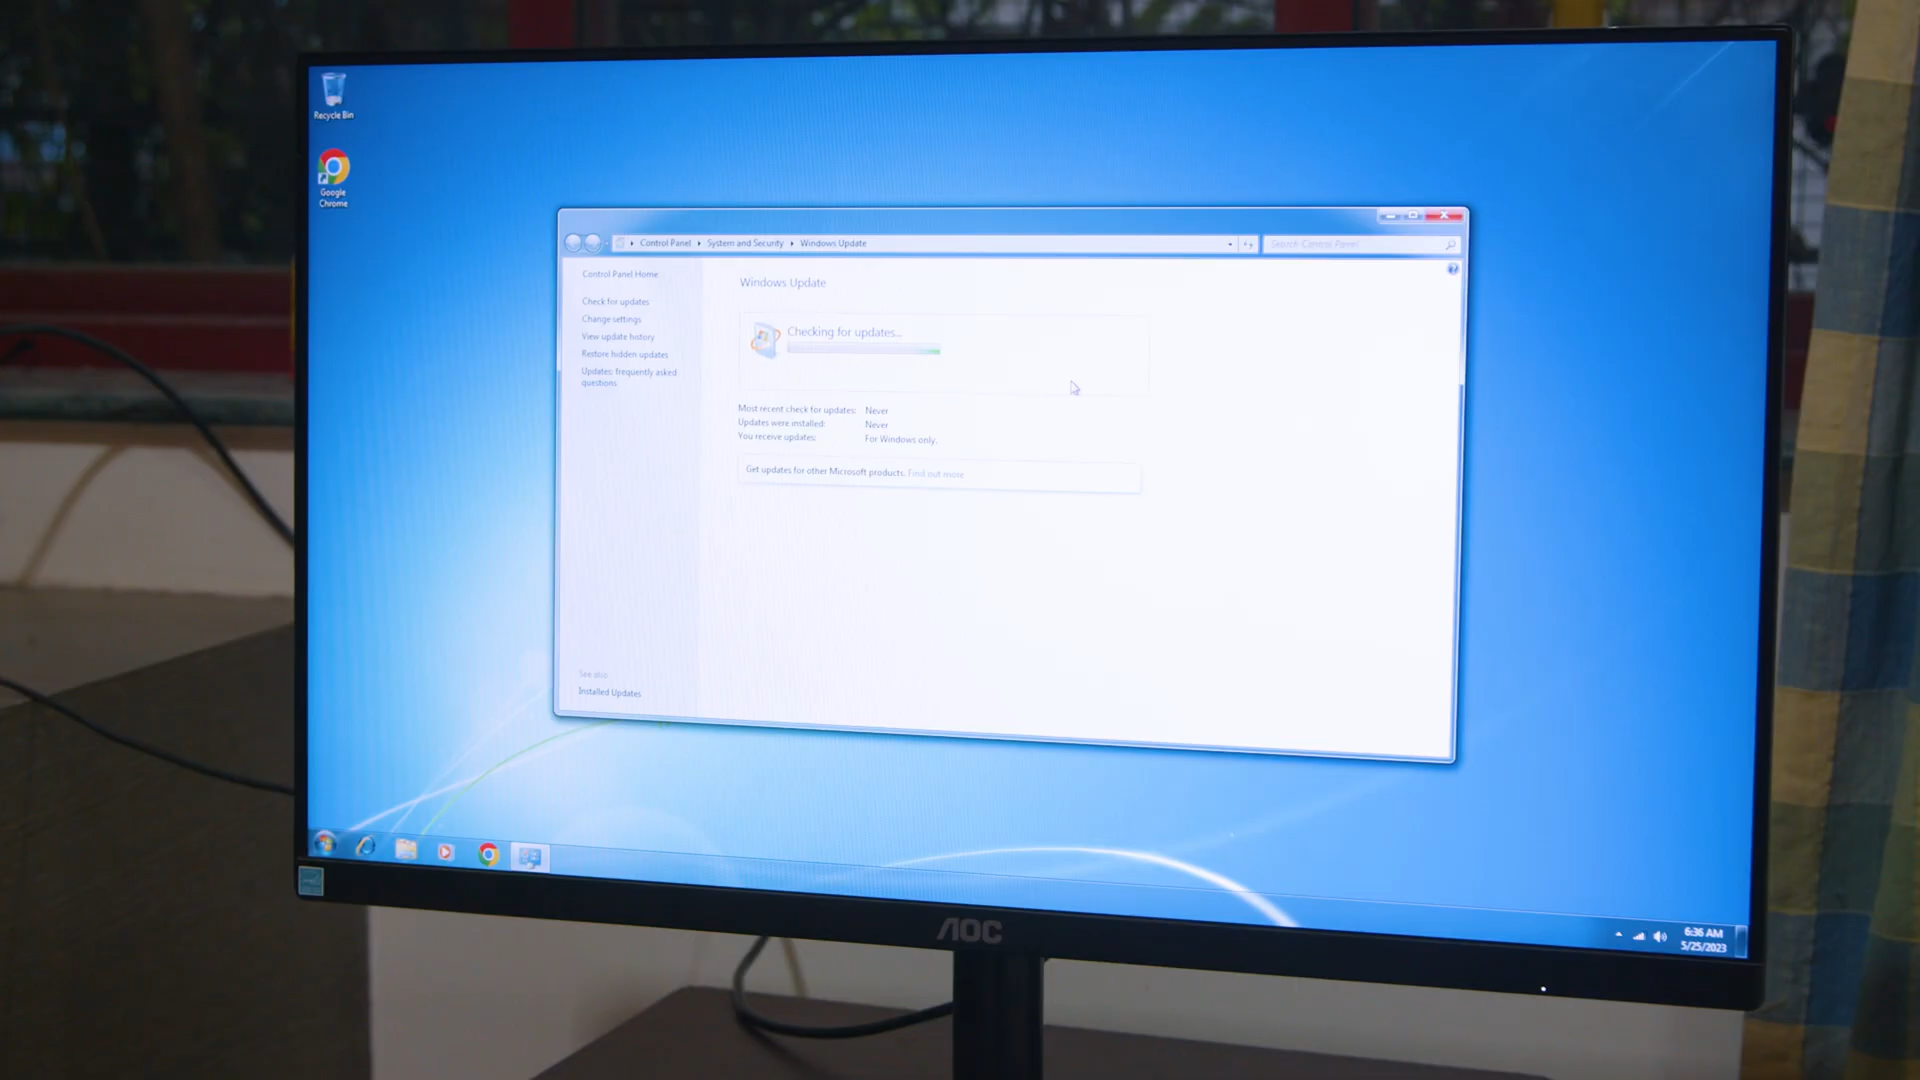 Recycle Bin
Google
Chrome
Control Panel
System and Security
Windows Update
Search Control Panel
Control Panel Home
Check for updates
Change settings
View update history
Restore hidden updates
Updates: frequently asked
questions
See also
Installed Updates
Windows Update
Checking for updates...
Most recent check for updates: Never
Updates were installed: Never
You receive updates: For Windows only.
Get updates for other Microsoft products. Find out more
6:36 AM
5/25/2023
AOC